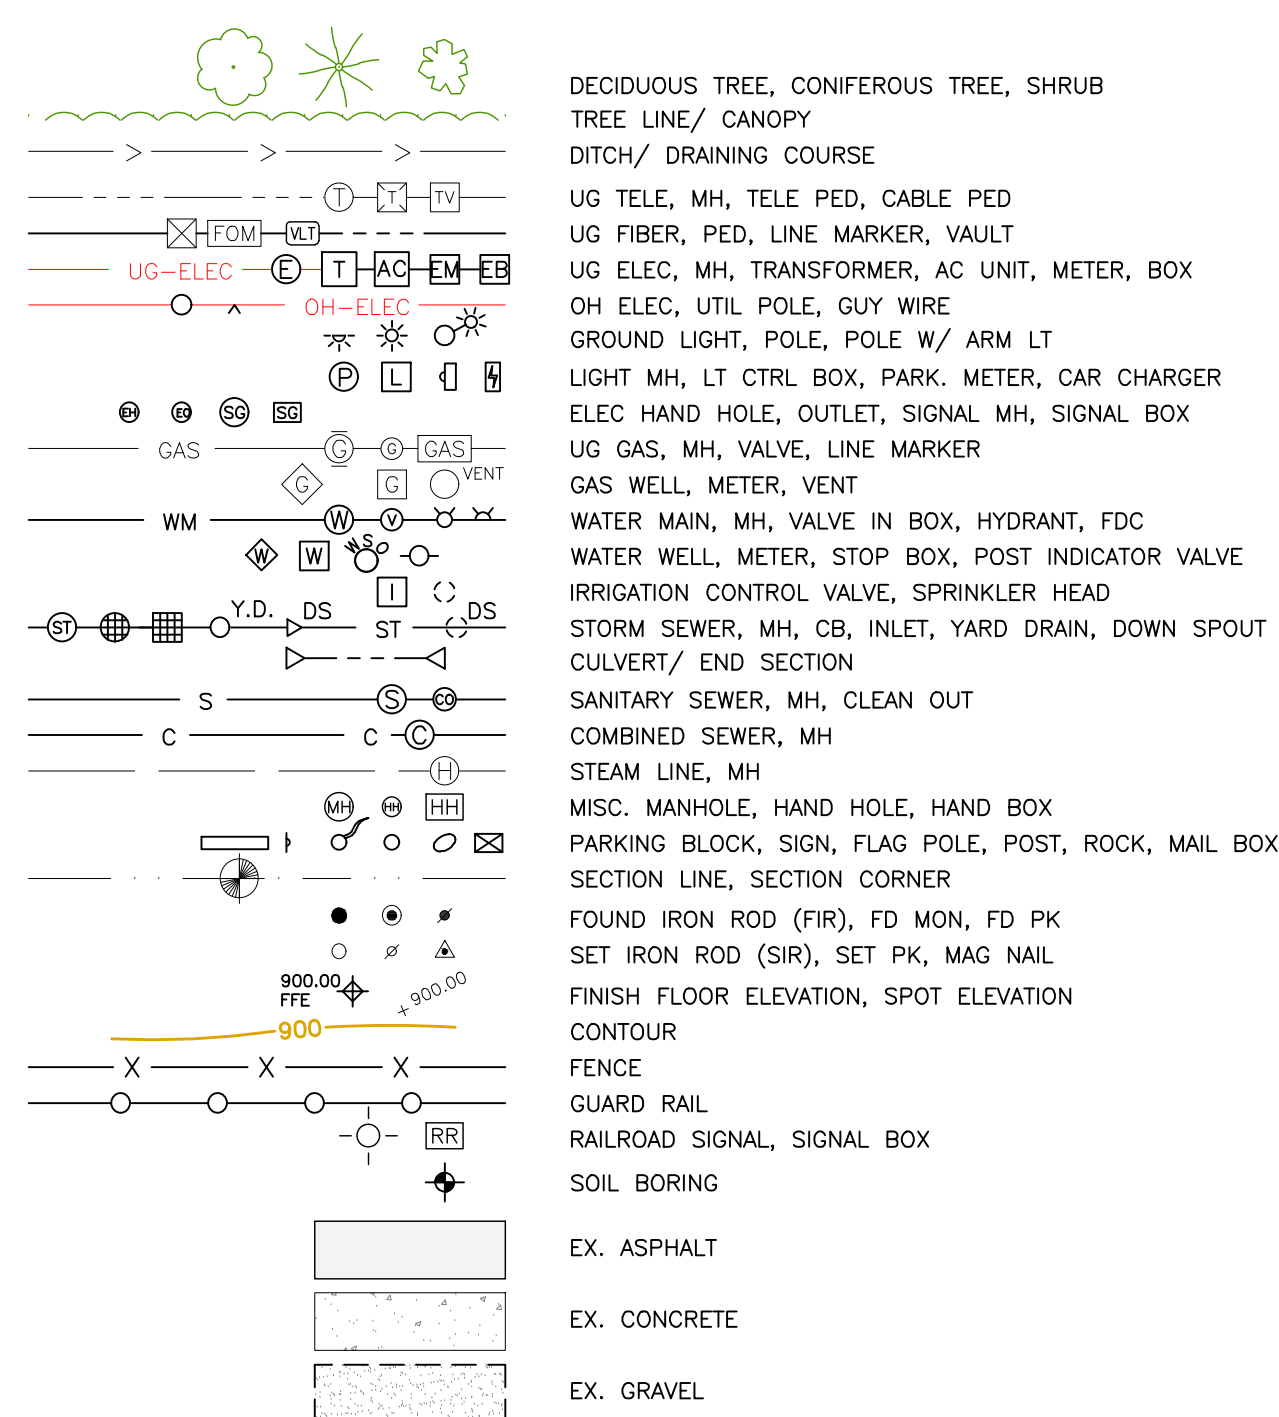 DECIDUOUS TREE, CONIFEROUS TREE, SHRUB
TREE LINE/ CANOPY
> > > DITCH/ DRAINING COURSE
T T TV UG TELE, MH, TELE PED, CABLE PED
FOM VLT UG FIBER, PED, LINE MARKER, VAULT
UG-ELEC E T AC EM EB UG ELEC, MH, TRANSFORMER, AC UNIT, METER, BOX
OH-ELEC OH ELEC, UTIL POLE, GUY WIRE
GROUND LIGHT, POLE, POLE W/ ARM LT
P L LIGHT MH, LT CTRL BOX, PARK. METER, CAR CHARGER
EH EO SG SG ELEC HAND HOLE, OUTLET, SIGNAL MH, SIGNAL BOX
GAS G G GAS UG GAS, MH, VALVE, LINE MARKER
G G VENT GAS WELL, METER, VENT
WM W V WATER MAIN, MH, VALVE IN BOX, HYDRANT, FDC
W W WSO WATER WELL, METER, STOP BOX, POST INDICATOR VALVE
I IRRIGATION CONTROL VALVE, SPRINKLER HEAD
ST Y.D. DS ST DS STORM SEWER, MH, CB, INLET, YARD DRAIN, DOWN SPOUT
CULVERT/ END SECTION
S S CO SANITARY SEWER, MH, CLEAN OUT
C C C COMBINED SEWER, MH
H STEAM LINE, MH
MH HH HH MISC. MANHOLE, HAND HOLE, HAND BOX
PARKING BLOCK, SIGN, FLAG POLE, POST, ROCK, MAIL BOX
SECTION LINE, SECTION CORNER
FOUND IRON ROD (FIR), FD MON, FD PK
SET IRON ROD (SIR), SET PK, MAG NAIL
900.00
FFE + 900.00 FINISH FLOOR ELEVATION, SPOT ELEVATION
900 CONTOUR
X X X FENCE
GUARD RAIL
RR RAILROAD SIGNAL, SIGNAL BOX
SOIL BORING
EX. ASPHALT
EX. CONCRETE
EX. GRAVEL